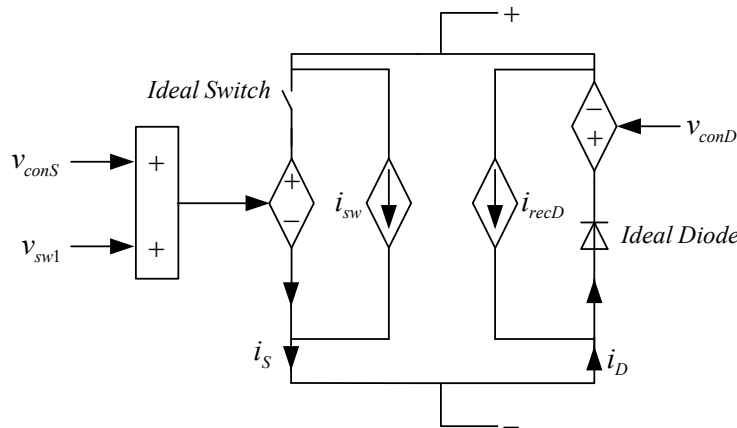 +
Ideal Switch
v_conS
+
+
−
v_sw1
+
i_sw
i_recD
−
+
v_conD
Ideal Diode
i_S
i_D
−